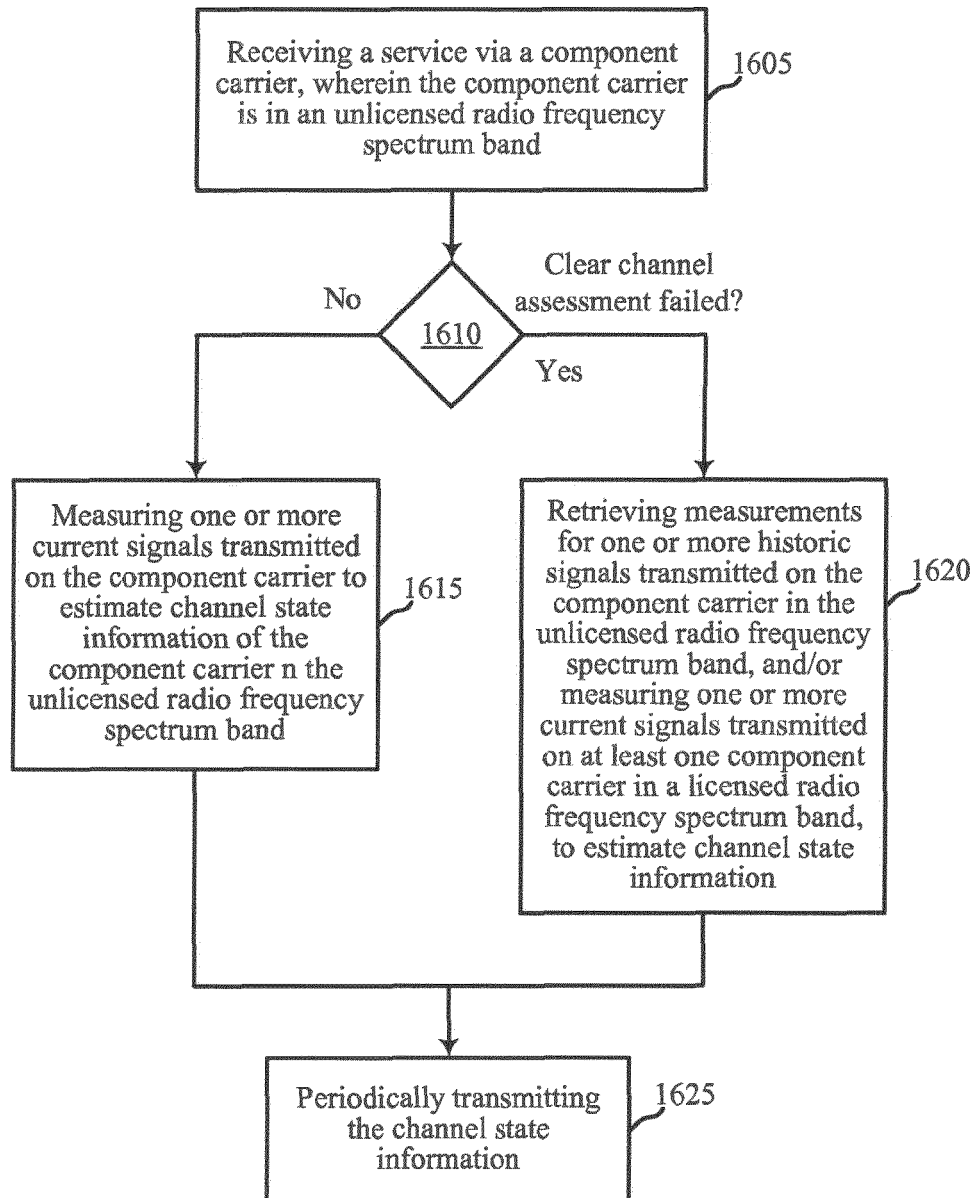 Receiving a service via a component
carrier, wherein the component carrier
is in an unlicensed radio frequency
spectrum band
1605
Clear channel
assessment failed?
No
1610
Yes
Measuring one or more
current signals transmitted
on the component carrier to
estimate channel state
information of the
component carrier n the
unlicensed radio frequency
spectrum band
1615
Retrieving measurements
for one or more historic
signals transmitted on the
component carrier in the
unlicensed radio frequency
spectrum band, and/or
measuring one or more
current signals transmitted
on at least one component
carrier in a licensed radio
frequency spectrum band,
to estimate channel state
information
1620
Periodically transmitting
the channel state
information
1625